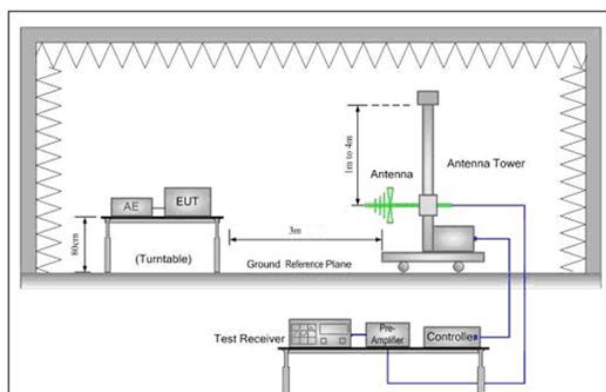 1m to 4m
Antenna
Antenna Tower
AE
EUT
80cm
(Turntable)
3m
Ground Reference Plane
Test Receiver
Pre-
Amplifier
Controller